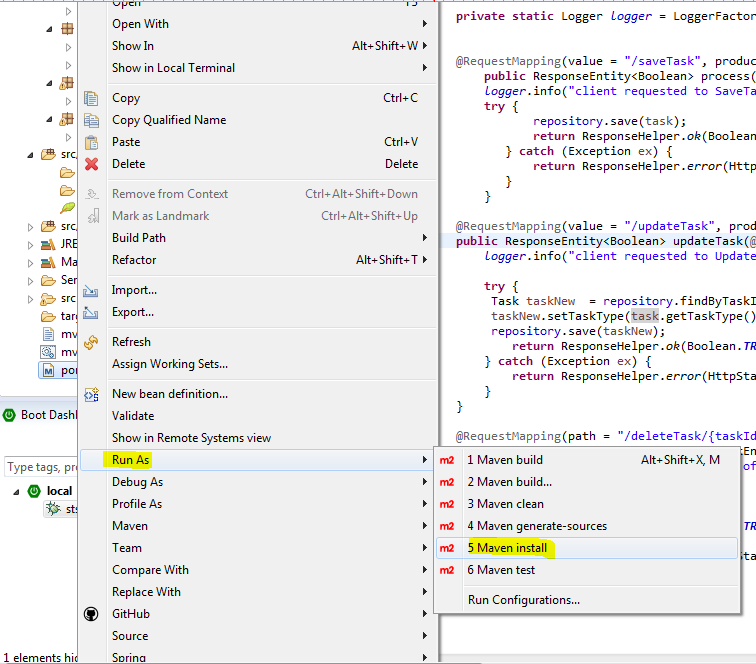 Open F5
Open With
Show In Alt+Shift+W
Show in Local Terminal
Copy Ctrl+C
Copy Qualified Name
Paste Ctrl+V
Delete Delete
Remove from Context Ctrl+Alt+Shift+Down
Mark as Landmark Ctrl+Alt+Shift+Up
Build Path
Refactor Alt+Shift+T
Import...
Export...
Refresh
Assign Working Sets...
New bean definition...
Validate
Show in Remote Systems view
Run As
Debug As
Profile As
Maven
Team
Compare With
Replace With
GitHub
Source
Spring
m2 1 Maven build Alt+Shift+X, M
m2 2 Maven build...
m2 3 Maven clean
m2 4 Maven generate-sources
m2 5 Maven install
m2 6 Maven test
Run Configurations...
src,
src,
JRE
Ma
Ser
src
targ
mv
mv
M po
Boot Dash
Type tags, pr
local
sts
1 elements hid
private static Logger logger = LoggerFactor
@RequestMapping(value = "/saveTask", produc
public ResponseEntity<Boolean> process(
logger.info("client requested to SaveTa
try {
repository.save(task);
return ResponseHelper.ok(Boolean
} catch (Exception ex) {
return ResponseHelper.error(Http
}
}
@RequestMapping(value = "/updateTask", prod
public ResponseEntity<Boolean> updateTask(@
logger.info("client requested to Update
try {
Task taskNew = repository.findByTaskI
taskNew.setTaskType(task.getTaskType()
repository.save(taskNew);
return ResponseHelper.ok(Boolean.TR
} catch (Exception ex) {
return ResponseHelper.error(HttpSta
}
}
@RequestMapping(path = "/deleteTask/{taskId
tEn
of
TR
sta